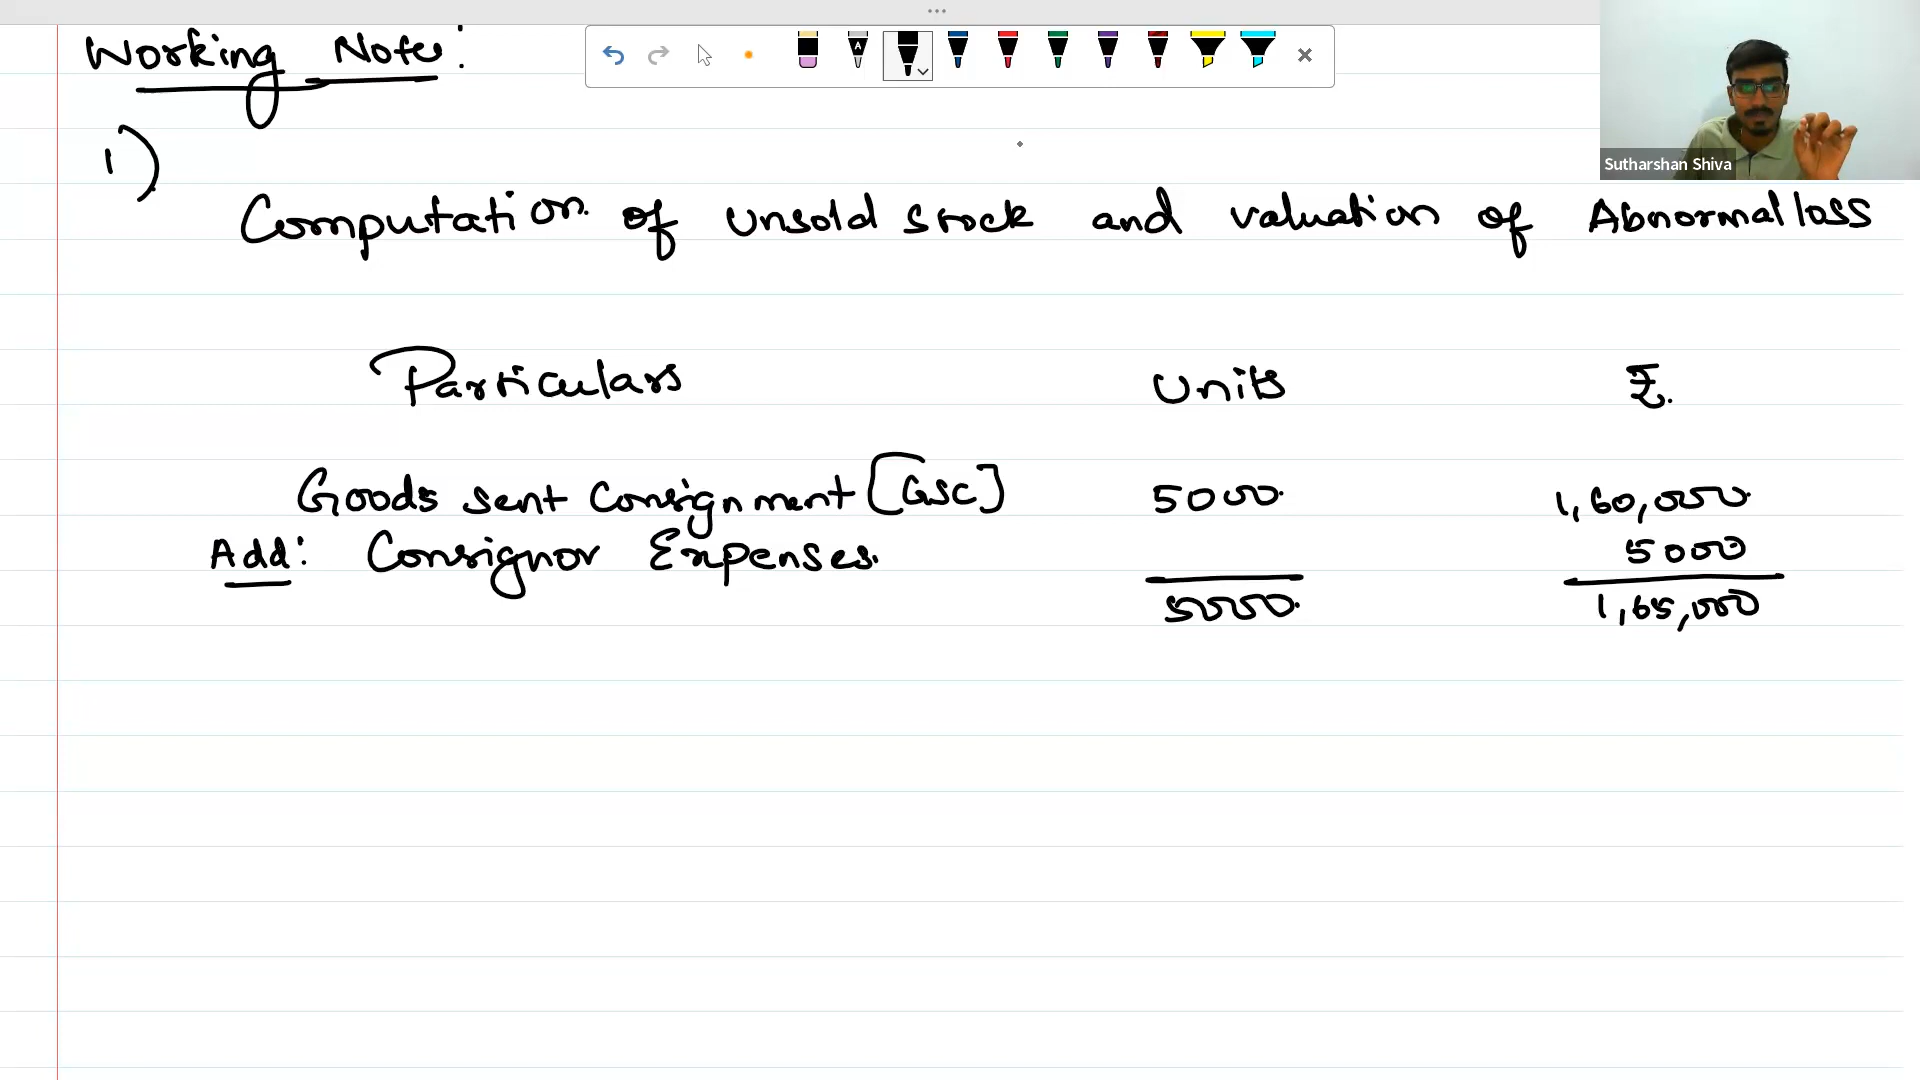 Working Note:
Sutharshan Shiva
1)
Computation of unsold stock and valuation of Abnormal loss
Particulars Units ₹.
Goods sent Consignment [GSC] 5000 1,60,000
Add: Consignor Expenses. 5000
5000 1,65,000